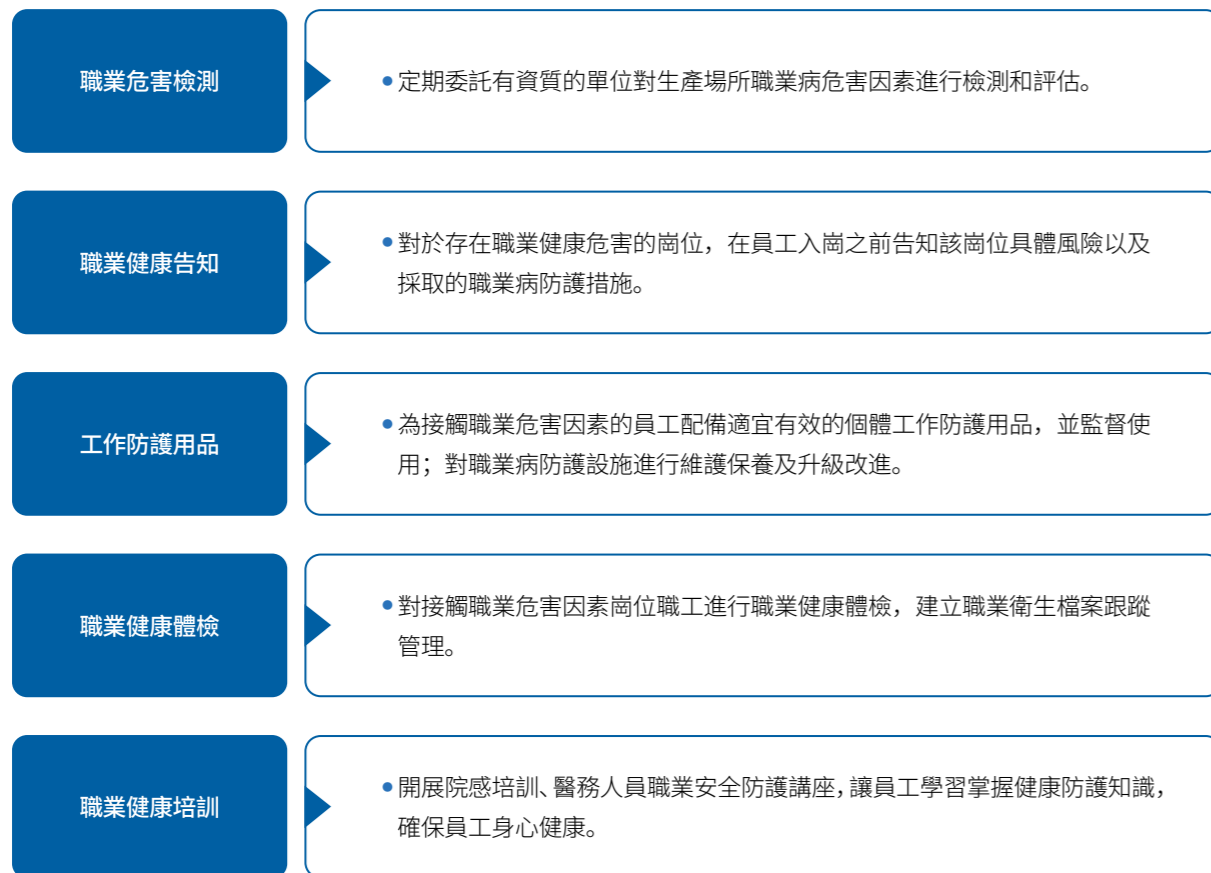 職業危害檢測
•定期委託有資質的單位對生產場所職業病危害因素進行檢測和評估。
職業健康告知
•對於存在職業健康危害的崗位，在員工入崗之前告知該崗位具體風險以及
採取的職業病防護措施。
工作防護用品
•為接觸職業危害因素的員工配備適宜有效的個體工作防護用品，並監督使
用；對職業病防護設施進行維護保養及升級改進。
職業健康體檢
•對接觸職業危害因素崗位職工進行職業健康體檢，建立職業衛生檔案跟蹤
管理。
職業健康培訓
•開展院感培訓、醫務人員職業安全防護講座，讓員工學習掌握健康防護知識，
確保員工身心健康。